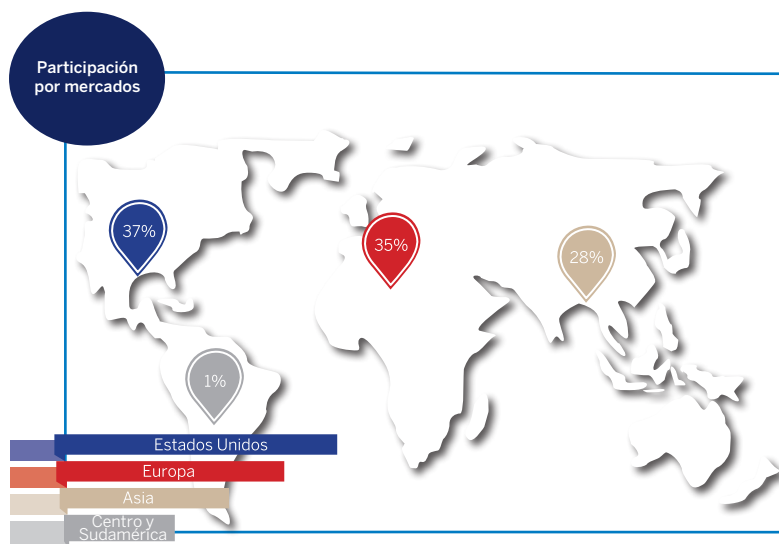 Participación
por mercados
37%
35%
28%
1%
Estados Unidos
Europa
Asia
Centro y
Sudamérica